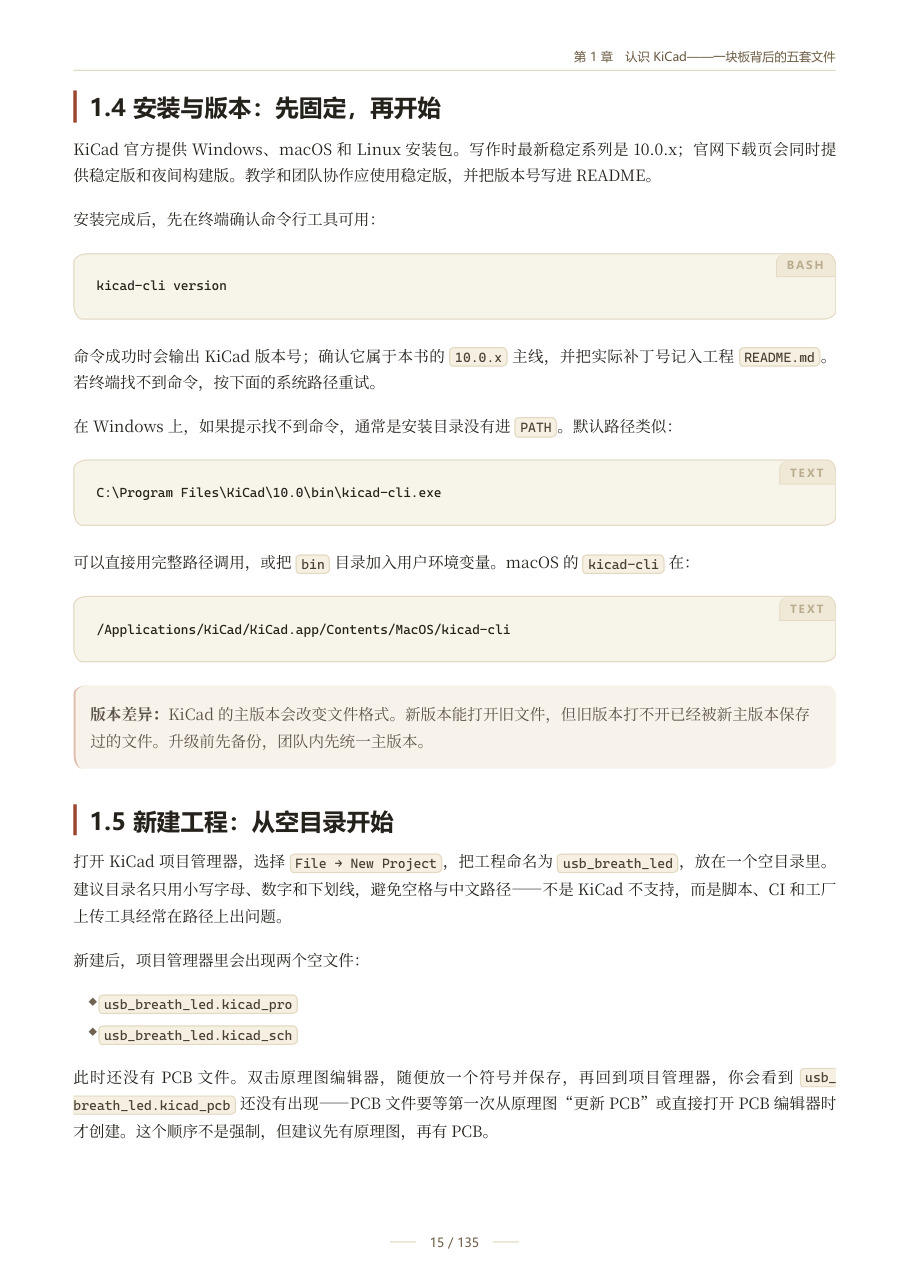 第 1 章　认识 KiCad——一块板背后的五套文件
1.4 安装与版本：先固定，再开始
KiCad 官方提供 Windows、macOS 和 Linux 安装包。写作时最新稳定系列是 10.0.x；官网下载页会同时提
供稳定版和夜间构建版。教学和团队协作应使用稳定版，并把版本号写进 README。
安装完成后，先在终端确认命令行工具可用：
BASH
kicad-cli version
命令成功时会输出 KiCad 版本号；确认它属于本书的 10.0.x 主线，并把实际补丁号记入工程 README.md。
若终端找不到命令，按下面的系统路径重试。
在 Windows 上，如果提示找不到命令，通常是安装目录没有进 PATH。默认路径类似：
TEXT
C:\Program Files\KiCad\10.0\bin\kicad-cli.exe
可以直接用完整路径调用，或把 bin 目录加入用户环境变量。macOS 的 kicad-cli 在：
TEXT
/Applications/KiCad/KiCad.app/Contents/MacOS/kicad-cli
版本差异：KiCad 的主版本会改变文件格式。新版本能打开旧文件，但旧版本打不开已经被新主版本保存
过的文件。升级前先备份，团队内先统一主版本。
1.5 新建工程：从空目录开始
打开 KiCad 项目管理器，选择 File → New Project，把工程命名为 usb_breath_led，放在一个空目录里。
建议目录名只用小写字母、数字和下划线，避免空格与中文路径——不是 KiCad 不支持，而是脚本、CI 和工厂
上传工具经常在路径上出问题。
新建后，项目管理器里会出现两个空文件：
◆ usb_breath_led.kicad_pro
◆ usb_breath_led.kicad_sch
此时还没有 PCB 文件。双击原理图编辑器，随便放一个符号并保存，再回到项目管理器，你会看到 usb_
breath_led.kicad_pcb 还没有出现——PCB 文件要等第一次从原理图“更新 PCB”或直接打开 PCB 编辑器时
才创建。这个顺序不是强制，但建议先有原理图，再有 PCB。
15 / 135